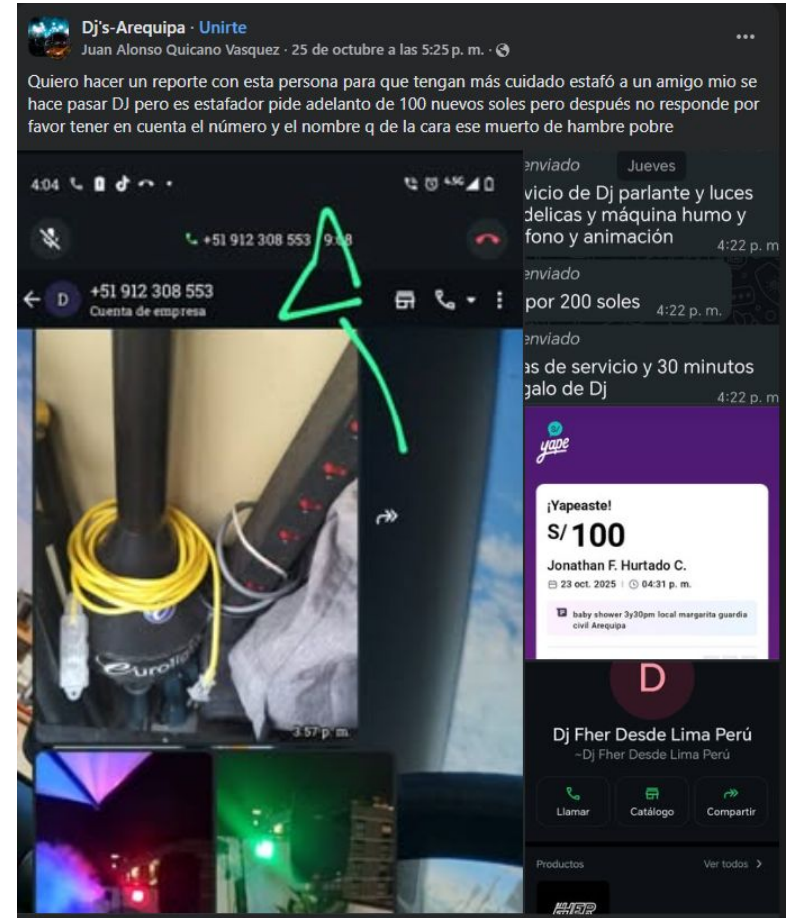 Dj's-Arequipa · Unirte
Juan Alonso Quicano Vasquez · 25 de octubre a las 5:25 p. m. ·
Quiero hacer un reporte con esta persona para que tengan más cuidado estafó a un amigo mio se
hace pasar DJ pero es estafador pide adelanto de 100 nuevos soles pero después no responde por
favor tener en cuenta el número y el nombre q de la cara ese muerto de hambre pobre
4:04
4.5G
+51 912 308 553
D
+51 912 308 553
Cuenta de empresa
Eurolig
3:57 p. m.
enviado
Jueves
vicio de Dj parlante y luces
delicas y máquina humo y
fono y animación
4:22 p. m
enviado
por 200 soles
4:22 p. m.
enviado
as de servicio y 30 minutos
galo de Dj
4:22 p. m
S/
yape
¡Yapeaste!
S/ 100
Jonathan F. Hurtado C.
23 oct. 2025 | 04:31 p. m.
baby shower 3y30pm local margarita guardia
civil Arequipa
D
Dj Fher Desde Lima Perú
~Dj Fher Desde Lima Perú
Llamar
Catálogo
Compartir
Productos
Ver todos